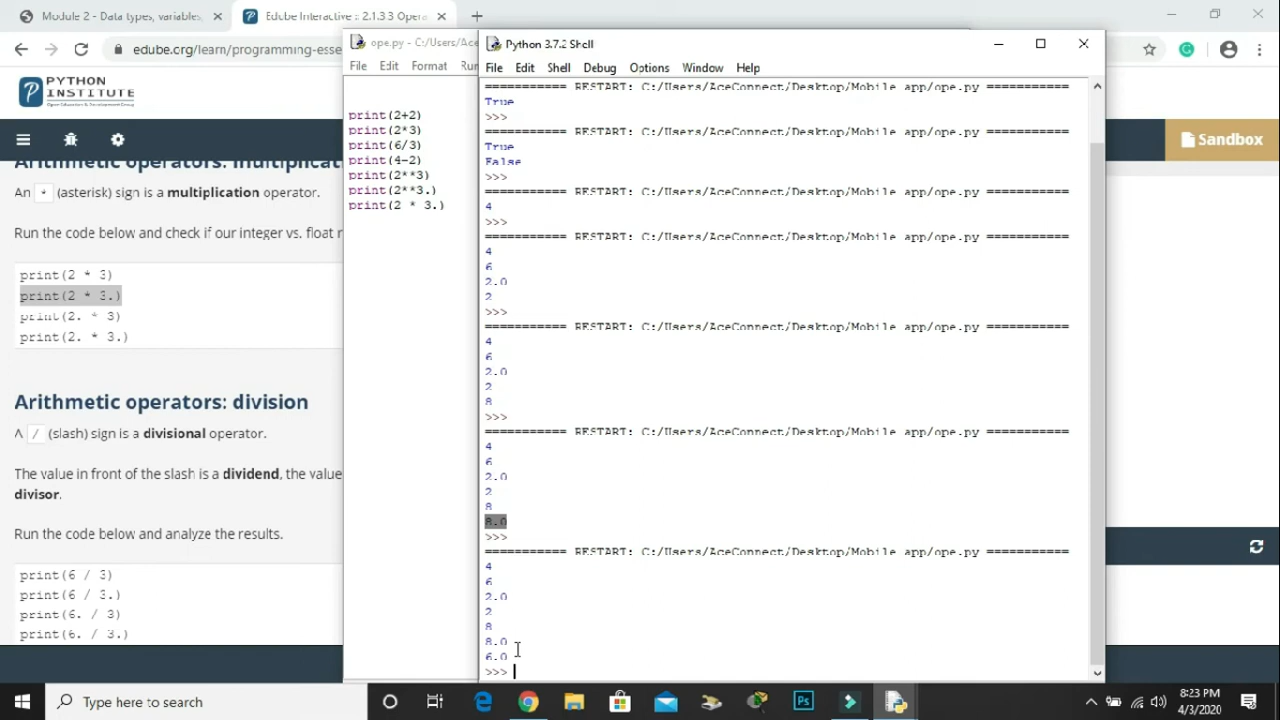 Module 2 - Data types, variables,
Edube Interactive :: 2.1.3.3 Opera
edube.org/learn/programming-esse
PYTHON
INSTITUTE
Open Education & Development Group
Sandbox
Arithmetic operators: multiplicat
An * (asterisk) sign is a multiplication operator.
Run the code below and check if our integer vs. float r
print(2 * 3)
print(2 * 3.)
print(2. * 3)
print(2. * 3.)
Arithmetic operators: division
A / (slash) sign is a divisional operator.
The value in front of the slash is a dividend, the value
divisor.
Run the code below and analyze the results.
print(6 / 3)
print(6 / 3.)
print(6. / 3)
print(6. / 3.)
ope.py - C:/Users/Ace
File Edit Format Run
print(2+2)
print(2*3)
print(6/3)
print(4-2)
print(2**3)
print(2**3.)
print(2 * 3.)
Python 3.7.2 Shell
File Edit Shell Debug Options Window Help
=========== RESTART: C:/Users/AceConnect/Desktop/Mobile app/ope.py ===========
True
>>>
=========== RESTART: C:/Users/AceConnect/Desktop/Mobile app/ope.py ===========
True
False
>>>
=========== RESTART: C:/Users/AceConnect/Desktop/Mobile app/ope.py ===========
4
>>>
=========== RESTART: C:/Users/AceConnect/Desktop/Mobile app/ope.py ===========
4
6
2.0
2
>>>
=========== RESTART: C:/Users/AceConnect/Desktop/Mobile app/ope.py ===========
4
6
2.0
2
8
>>>
=========== RESTART: C:/Users/AceConnect/Desktop/Mobile app/ope.py ===========
4
6
2.0
2
8
8.0
>>>
=========== RESTART: C:/Users/AceConnect/Desktop/Mobile app/ope.py ===========
4
6
2.0
2
8
8.0
6.0
>>>
Type here to search
Ps
8:23 PM
4/3/2020